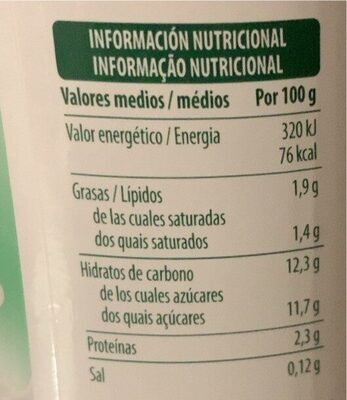 INFORMACIÓN NUTRICIONAL
INFORMAÇÃO NUTRICIONAL
Valores medios / médios Por 100 g
Valor energético / Energia 320 kJ
76 kcal
Grasas / Lípidos 1,9 g
de las cuales saturadas
dos quais saturados 1,4 g
Hidratos de carbono 12,3 g
de los cuales azúcares
dos quais açúcares 11,7 g
Proteínas 2,3 g
Sal 0,12 g